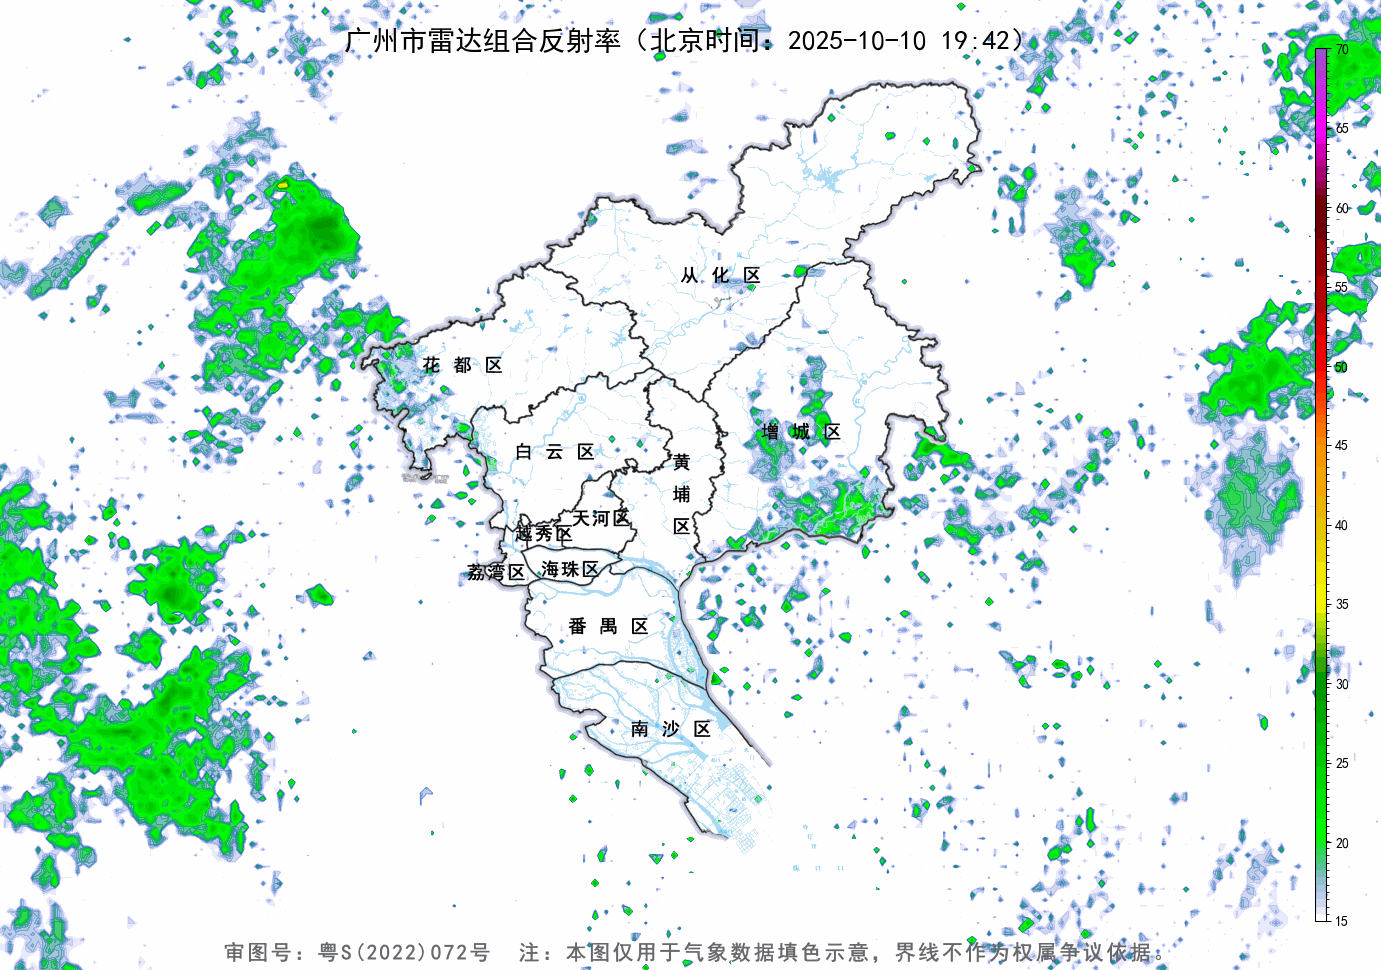 广州市雷达组合反射率（北京时间：2025-10-10 19:42）
70
65
60
55
50
45
40
35
30
25
20
15
从化区
花都区
增城区
白云区
黄埔区
天河区
越秀区
荔湾区
海珠区
番禺区
南沙区
审图号：粤S(2022)072号 注：本图仅用于气象数据填色示意，界线不作为权属争议依据。